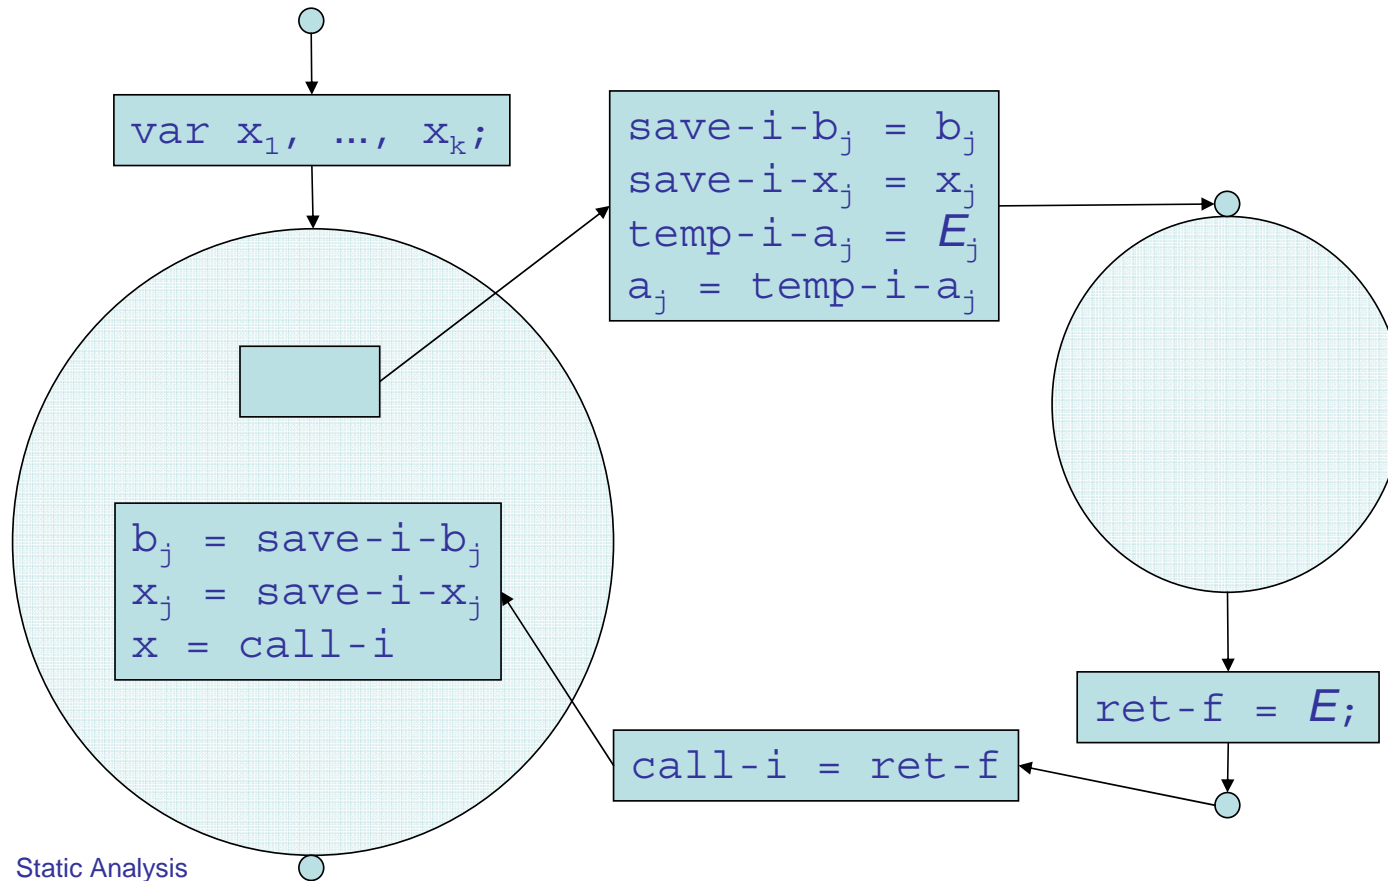 var x₁, …, xₖ;
save-i-bⱼ = bⱼ
save-i-xⱼ = xⱼ
temp-i-aⱼ = Eⱼ
aⱼ = temp-i-aⱼ
bⱼ = save-i-bⱼ
xⱼ = save-i-xⱼ
x = call-i
ret-f = E;
call-i = ret-f
Static Analysis